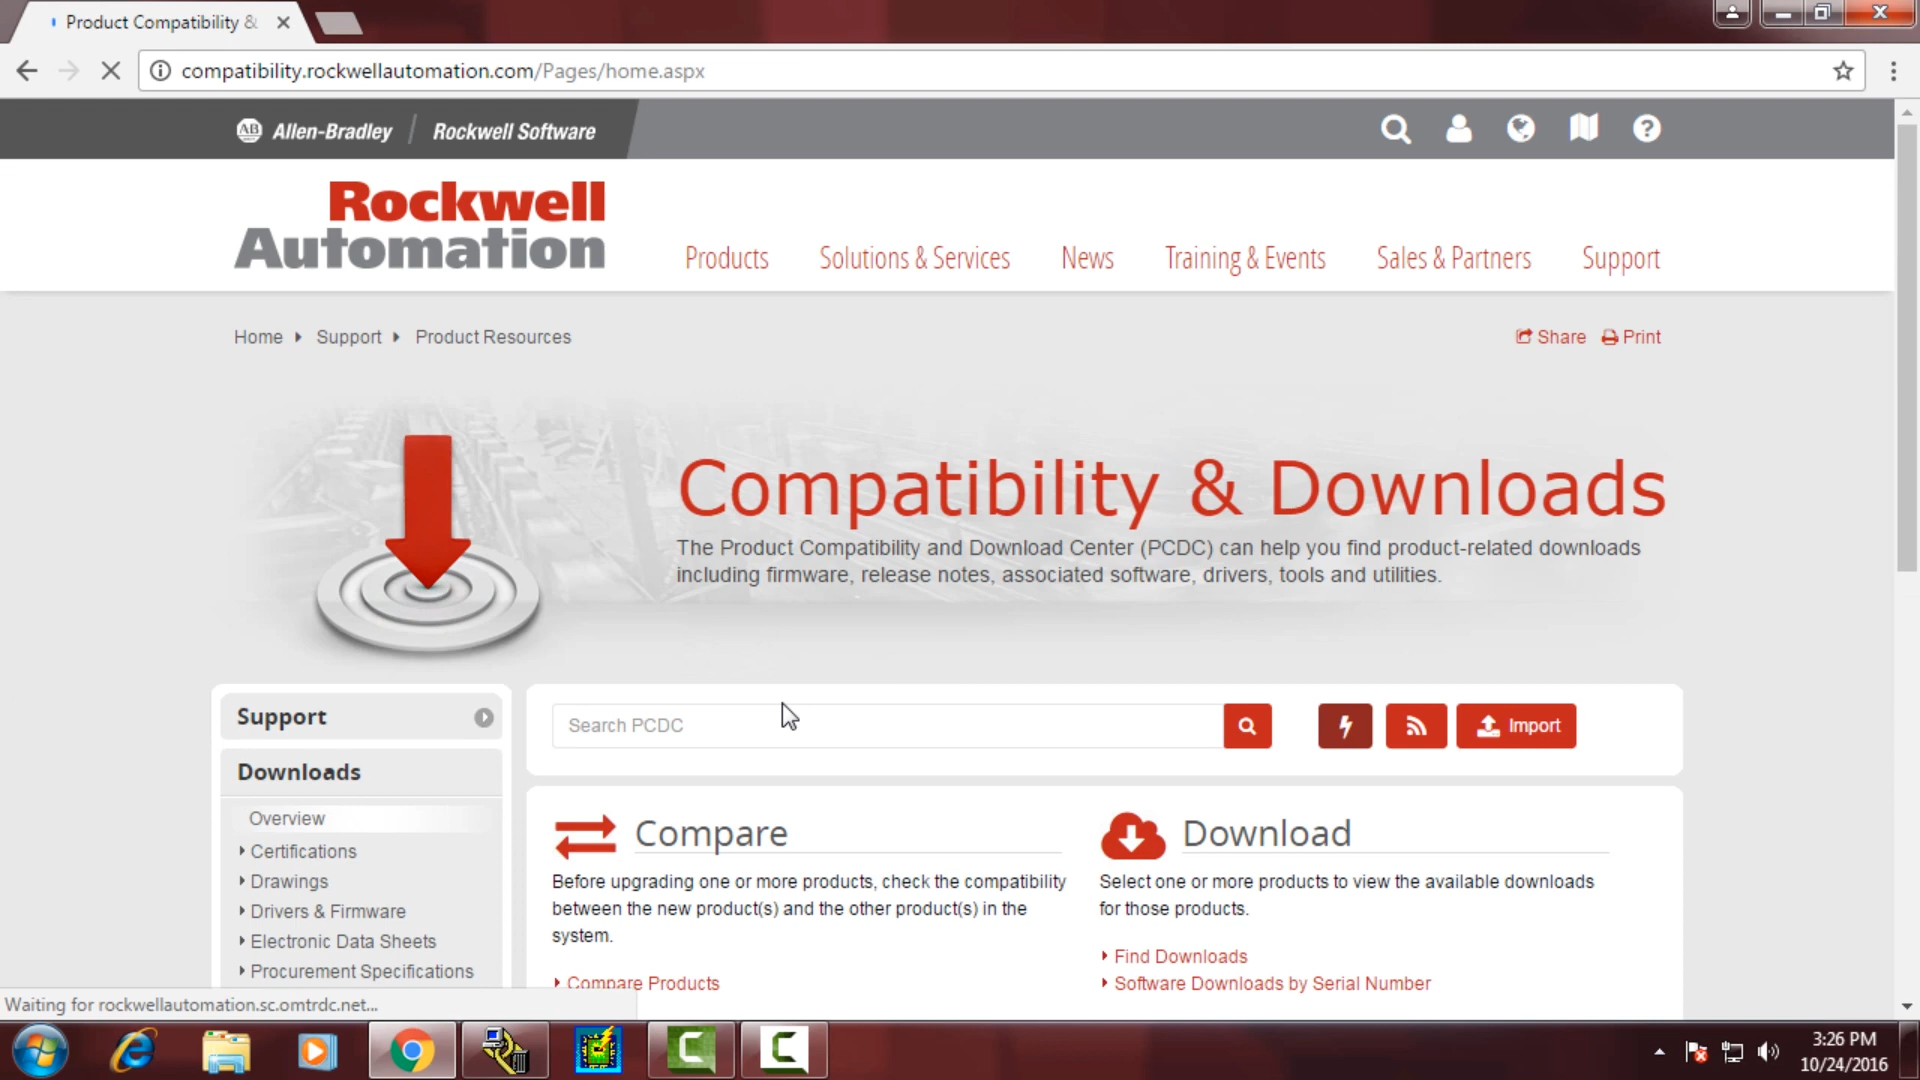 Product Compatibility &
compatibility.rockwellautomation.com/Pages/home.aspx
AB Allen-Bradley Rockwell Software
Rockwell
Automation
Products Solutions & Services News Training & Events Sales & Partners Support
Home Support Product Resources
Share Print
Compatibility & Downloads
The Product Compatibility and Download Center (PCDC) can help you find product-related downloads
including firmware, release notes, associated software, drivers, tools and utilities.
Support
Search PCDC
Import
Downloads
Overview
Certifications
Drawings
Drivers & Firmware
Electronic Data Sheets
Procurement Specifications
Compare
Before upgrading one or more products, check the compatibility
between the new product(s) and the other product(s) in the
system.
Compare Products
Download
Select one or more products to view the available downloads
for those products.
Find Downloads
Software Downloads by Serial Number
Waiting for rockwellautomation.sc.omtrdc.net...
3:26 PM
10/24/2016